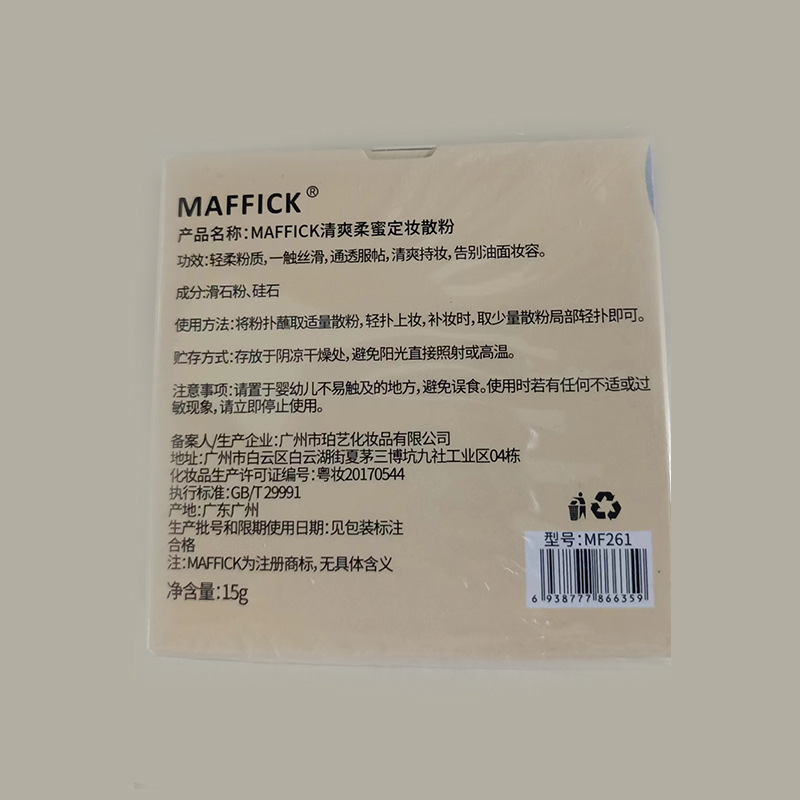 MAFFICK®
产品名称:MAFFICK清爽柔蜜定妆散粉
功效:轻柔粉质,一触丝滑,通透服帖,清爽持妆,告别油面妆容。
成分:滑石粉、硅石
使用方法:将粉扑蘸取适量散粉,轻扑上妆,补妆时,取少量散粉局部轻扑即可。
贮存方式:存放于阴凉干燥处,避免阳光直接照射或高温。
注意事项:请置于婴幼儿不易触及的地方,避免误食。使用时若有任何不适或过
敏现象,请立即停止使用。
备案人/生产企业:广州市珀艺化妆品有限公司
地址:广州市白云区白云湖街夏茅三博坑九社工业区04栋
化妆品生产许可证编号:粤妆20170544
执行标准:GB/T 29991
产地:广东广州
生产批号和限期使用日期:见包装标注
合格
注:MAFFICK为注册商标,无具体含义
净含量:15g
型号:MF261
6 938777 866359